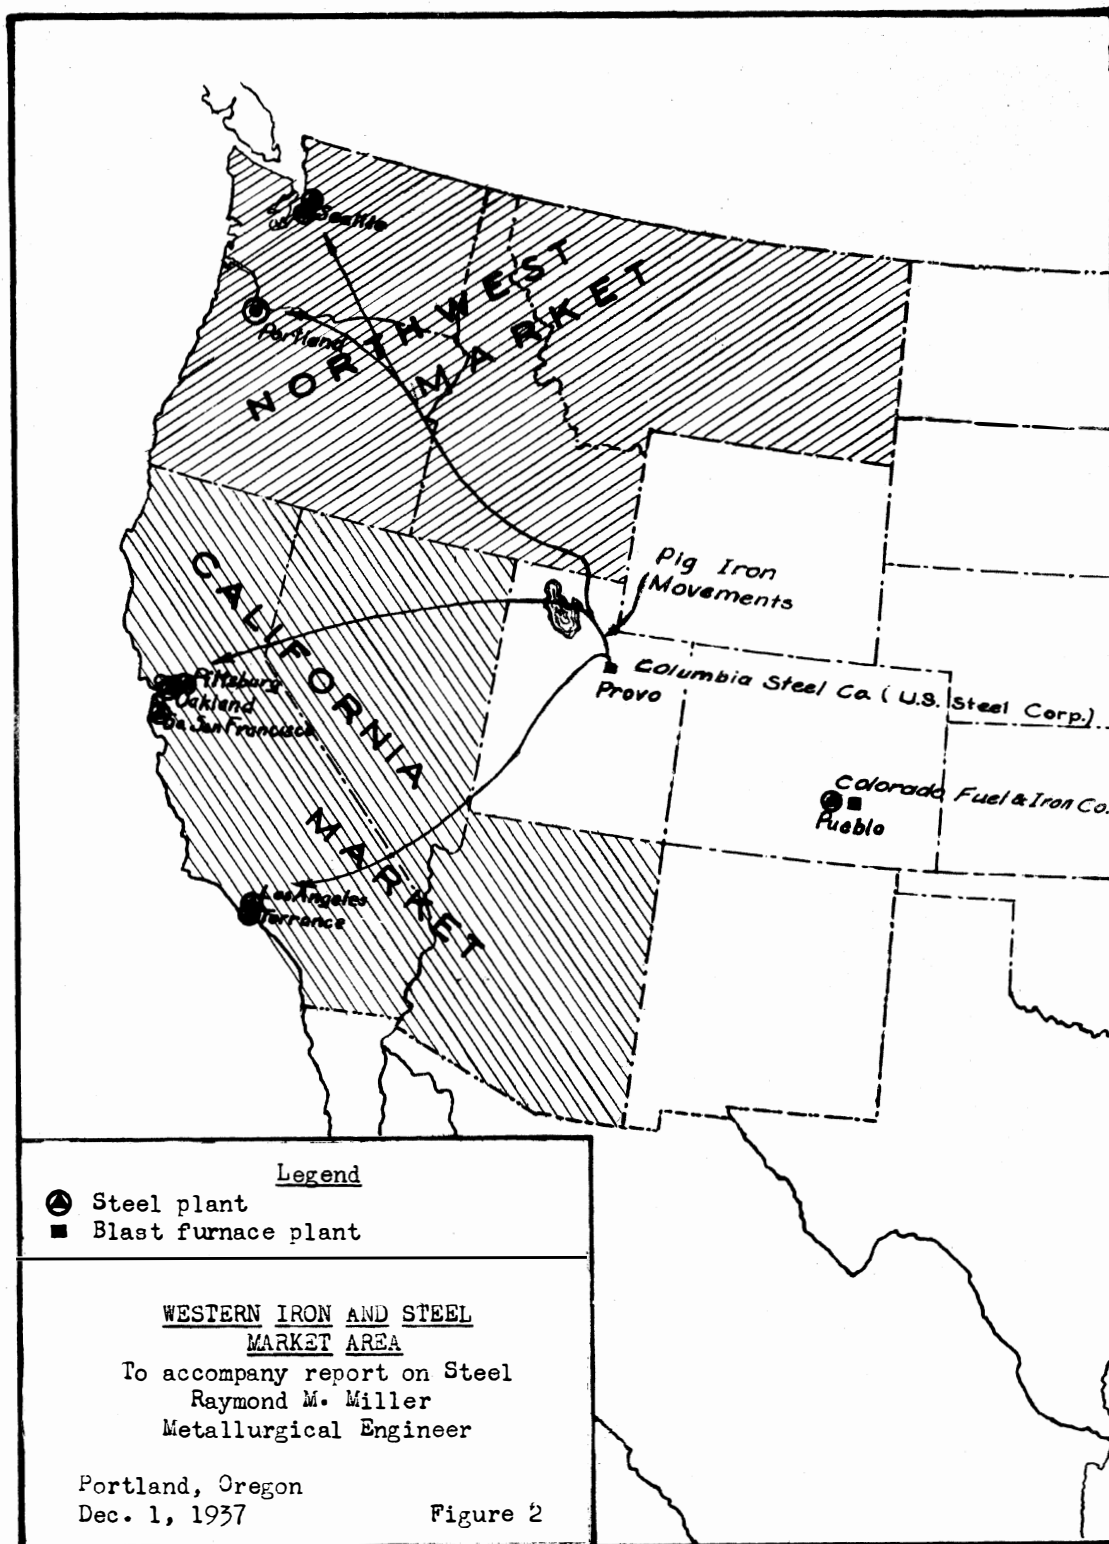 Seattle
NORTHWEST
MARKET
Portland
CALIFORNIA
MARKET
Pig Iron
Movements
Columbia Steel Co. (U.S. Steel Corp.)
Provo
Pittsburg
Oakland
San Francisco
Colorado Fuel & Iron Co.
Pueblo
Los Angeles
Torrance
Legend
Steel plant
Blast furnace plant
WESTERN IRON AND STEEL
MARKET AREA
To accompany report on Steel
Raymond M. Miller
Metallurgical Engineer
Portland, Oregon
Dec. 1, 1937 Figure 2